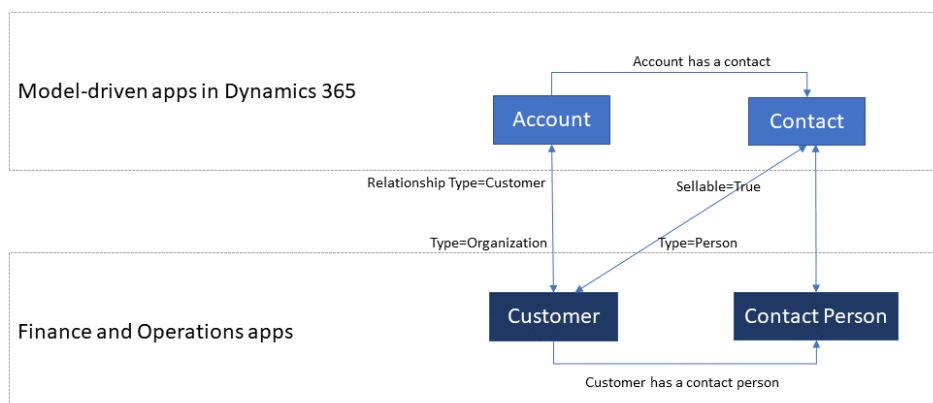 Account has a contact
Model-driven apps in Dynamics 365
Account
Contact
Relationship Type=Customer
Sellable=True
Type=Organization
Type=Person
Customer
Contact Person
Finance and Operations apps
Customer has a contact person